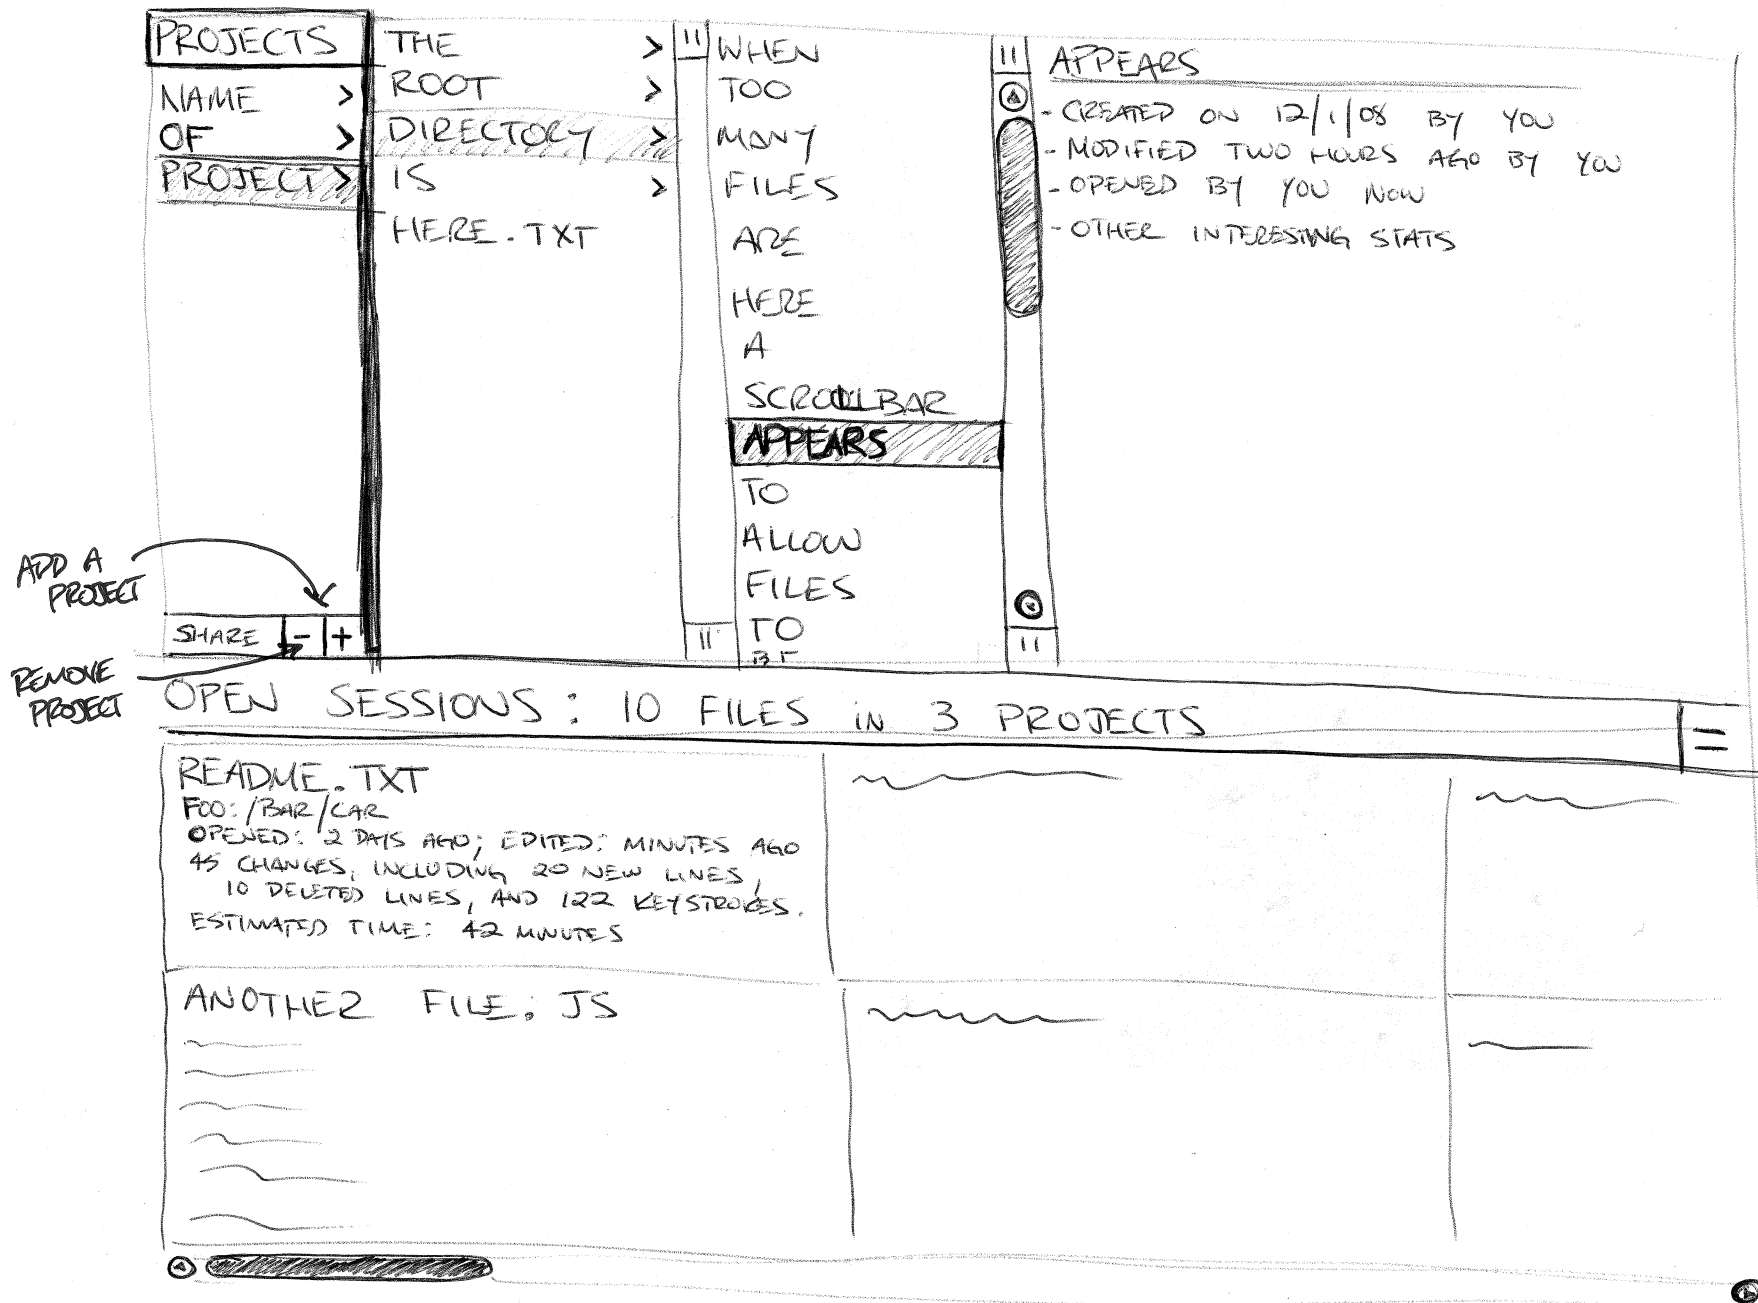 PROJECTS
NAME >
OF >
PROJECT >
SHARE - +
ADD A
PROJECT
REMOVE
PROJECT
THE >
ROOT >
DIRECTORY >
IS >
HERE.TXT
WHEN
TOO
MANY
FILES
ARE
HERE
A
SCROLLBAR
APPEARS
TO
ALLOW
FILES
TO
BE
APPEARS
- CREATED ON 12/1/08 BY YOU
- MODIFIED TWO HOURS AGO BY YOU
- OPENED BY YOU NOW
- OTHER INTERESTING STATS
OPEN SESSIONS: 10 FILES IN 3 PROJECTS
README.TXT
FOO:/BAR/CAR
OPENED: 2 DAYS AGO; EDITED: MINUTES AGO
45 CHANGES, INCLUDING 20 NEW LINES,
10 DELETED LINES, AND 122 KEYSTROKES.
ESTIMATED TIME: 42 MINUTES
ANOTHER FILE.JS